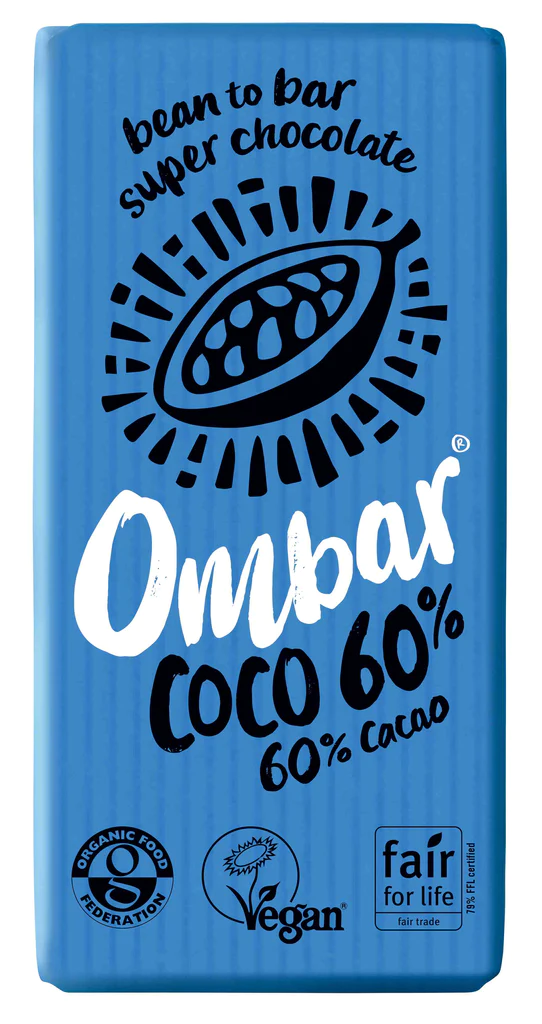 bean to bar
super chocolate
Ombar®
COCO 60%
60% cacao
ORGANIC FOOD
g
FEDERATION
Vegan®
fair
for life
fair trade
79% FFL certified